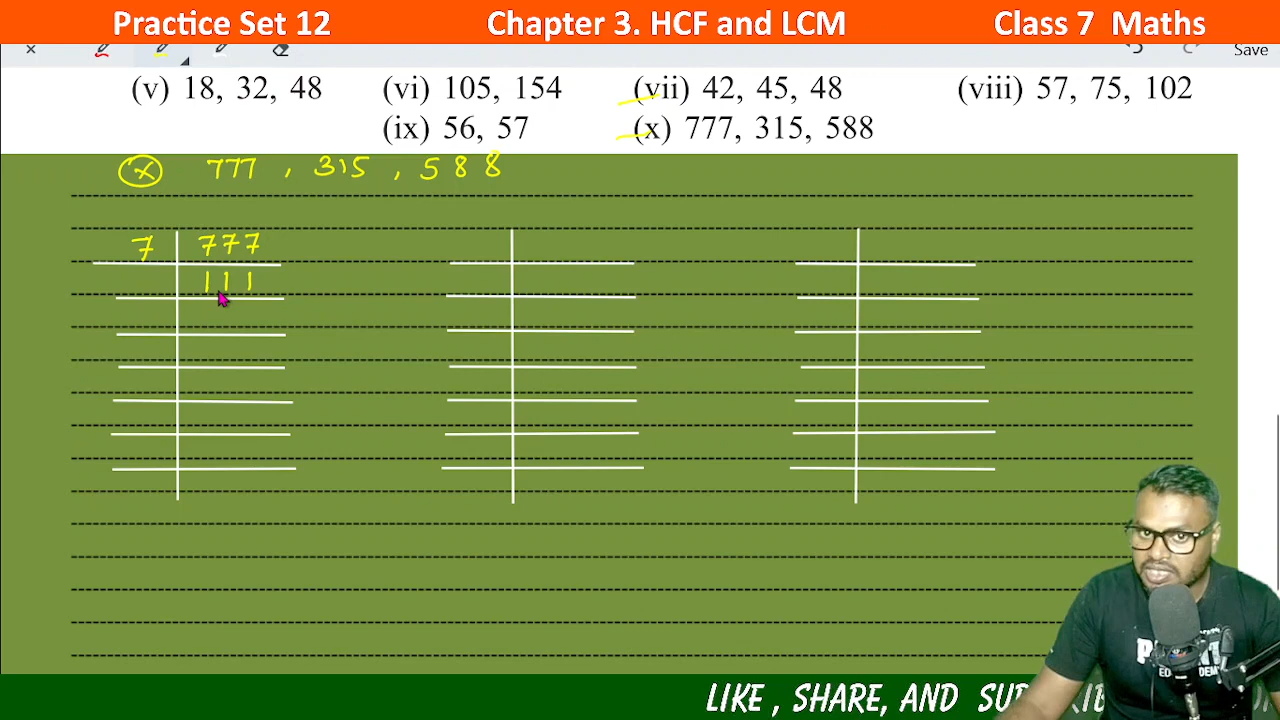 Practice Set 12 Chapter 3. HCF and LCM Class 7 Maths
Save
(v) 18, 32, 48 (vi) 105, 154 (vii) 42, 45, 48 (viii) 57, 75, 102
(ix) 56, 57 (x) 777, 315, 588
(x) 777 , 315 , 588
7 777
111
LIKE , SHARE, AND